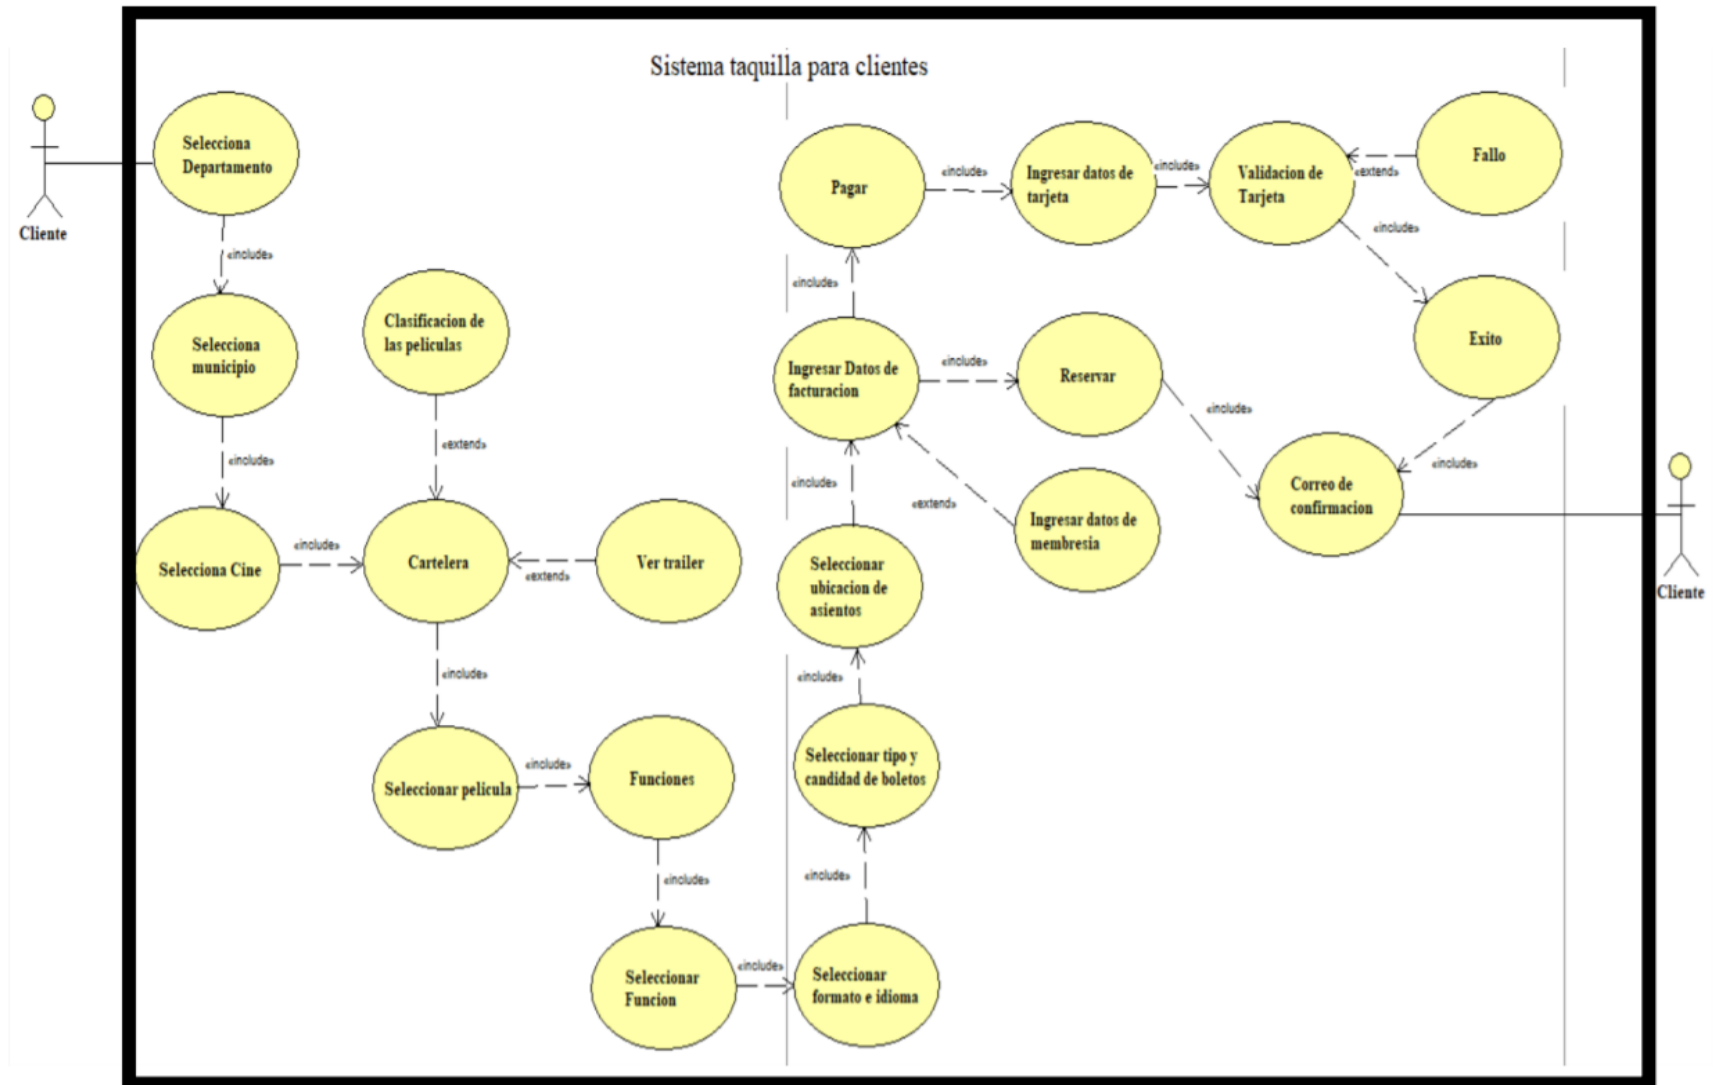 Sistema taquilla para clientes
Cliente
Selecciona
Departamento
«include»
Selecciona
municipio
«include»
Selecciona Cine
«include»
Clasificacion de
las peliculas
«extend»
Cartelera
«extend»
Ver trailer
«include»
Seleccionar pelicula
«include»
Funciones
«include»
Seleccionar
Funcion
«include»
Seleccionar
formato e idioma
«include»
Seleccionar tipo y
candidad de boletos
«include»
Seleccionar
ubicacion de
asientos
«include»
Ingresar Datos de
facturacion
«extend»
Ingresar datos de
membresia
«include»
Reservar
«include»
«include»
Pagar
«include»
Ingresar datos de
tarjeta
«include»
Validacion de
Tarjeta
«extend»
Fallo
«include»
Exito
«include»
Correo de
confirmacion
Cliente